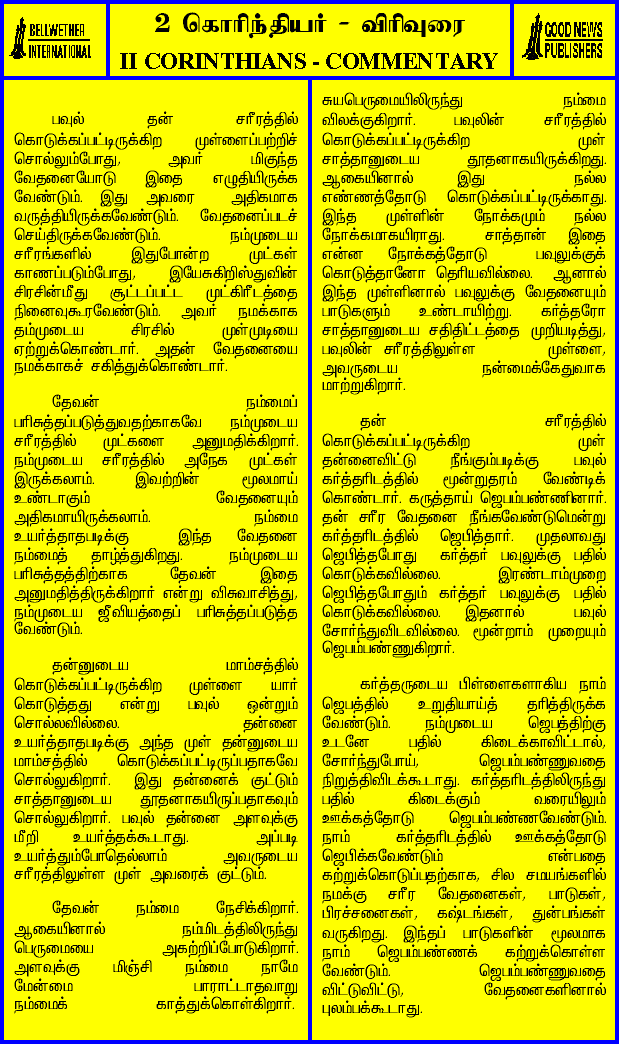 BELLWETHER
INTERNATIONAL
2 கொரிந்தியர் - விரிவுரை
II CORINTHIANS - COMMENTARY
GOOD NEWS
PUBLISHERS
பவுல் தன் சரீரத்தில்
கொடுக்கப்பட்டிருக்கிற முள்ளைப்பற்றிச்
சொல்லும்போது, அவர் மிகுந்த
வேதனையோடு இதை எழுதியிருக்க
வேண்டும். இது அவரை அதிகமாக
வருத்தியிருக்கவேண்டும். வேதனைப்படச்
செய்திருக்கவேண்டும். நம்முடைய
சரீரங்களில் இதுபோன்ற முட்கள்
காணப்படும்போது, இயேசுகிறிஸ்துவின்
சிரசின்மீது சூட்டப்பட்ட முட்கிரீடத்தை
நினைவுகூரவேண்டும். அவர் நமக்காக
தம்முடைய சிரசில் முள்முடியை
ஏற்றுக்கொண்டார். அதன் வேதனையை
நமக்காகச் சகித்துக்கொண்டார்.
தேவன் நம்மைப்
பரிசுத்தப்படுத்துவதற்காகவே நம்முடைய
சரீரத்தில் முட்களை அனுமதிக்கிறார்.
நம்முடைய சரீரத்தில் அநேக முட்கள்
இருக்கலாம். இவற்றின் மூலமாய்
உண்டாகும் வேதனையும்
அதிகமாயிருக்கலாம். நம்மை
உயர்த்தாதபடிக்கு இந்த வேதனை
நம்மைத் தாழ்த்துகிறது. நம்முடைய
பரிசுத்தத்திற்காக தேவன் இதை
அனுமதித்திருக்கிறார் என்று விசுவாசித்து,
நம்முடைய ஜீவியத்தைப் பரிசுத்தப்படுத்த
வேண்டும்.
தன்னுடைய மாம்சத்தில்
கொடுக்கப்பட்டிருக்கிற முள்ளை யார்
கொடுத்தது என்று பவுல் ஒன்றும்
சொல்லவில்லை. தன்னை
உயர்த்தாதபடிக்கு அந்த முள் தன்னுடைய
மாம்சத்தில் கொடுக்கப்பட்டிருப்பதாகவே
சொல்லுகிறார். இது தன்னைக் குட்டும்
சாத்தானுடைய தூதனாகயிருப்பதாகவும்
சொல்லுகிறார். பவுல் தன்னை அளவுக்கு
மீறி உயர்த்தக்கூடாது. அப்படி
உயர்த்தும்போதெல்லாம் அவருடைய
சரீரத்திலுள்ள முள் அவரைக் குட்டும்.
தேவன் நம்மை நேசிக்கிறார்.
ஆகையினால் நம்மிடத்திலிருந்து
பெருமையை அகற்றிப்போடுகிறார்.
அளவுக்கு மிஞ்சி நம்மை நாமே
மேன்மை பாராட்டாதவாறு
நம்மைக் காத்துக்கொள்கிறார்.
சுயபெருமையிலிருந்து நம்மை
விலக்குகிறார். பவுலின் சரீரத்தில்
கொடுக்கப்பட்டிருக்கிற முள்
சாத்தானுடைய தூதனாகயிருக்கிறது.
ஆகையினால் இது நல்ல
எண்ணத்தோடு கொடுக்கப்பட்டிருக்காது.
இந்த முள்ளின் நோக்கமும் நல்ல
நோக்கமாகயிராது. சாத்தான் இதை
என்ன நோக்கத்தோடு பவுலுக்குக்
கொடுத்தானோ தெரியவில்லை. ஆனால்
இந்த முள்ளினால் பவுலுக்கு வேதனையும்
பாடுகளும் உண்டாயிற்று. கர்த்தரோ
சாத்தானுடைய சதிதிட்டத்தை முறியடித்து,
பவுலின் சரீரத்திலுள்ள முள்ளை,
அவருடைய நன்மைக்கேதுவாக
மாற்றுகிறார்.
தன் சரீரத்தில்
கொடுக்கப்பட்டிருக்கிற முள்
தன்னைவிட்டு நீங்கும்படிக்கு பவுல்
கர்த்தரிடத்தில் மூன்றுதரம் வேண்டிக்
கொண்டார். கருத்தாய் ஜெபம்பண்ணினார்.
தன் சரீர வேதனை நீங்கவேண்டுமென்று
கர்த்தரிடத்தில் ஜெபித்தார். முதலாவது
ஜெபித்தபோது கர்த்தர் பவுலுக்கு பதில்
கொடுக்கவில்லை. இரண்டாம்முறை
ஜெபித்தபோதும் கர்த்தர் பவுலுக்கு பதில்
கொடுக்கவில்லை. இதனால் பவுல்
சோர்ந்துவிடவில்லை. மூன்றாம் முறையும்
ஜெபம்பண்ணுகிறார்.
கர்த்தருடைய பிள்ளைகளாகிய நாம்
ஜெபத்தில் உறுதியாய்த் தரித்திருக்க
வேண்டும். நம்முடைய ஜெபத்திற்கு
உடனே பதில் கிடைக்காவிட்டால்,
சோர்ந்துபோய், ஜெபம்பண்ணுவதை
நிறுத்திவிடக்கூடாது. கர்த்தரிடத்திலிருந்து
பதில் கிடைக்கும் வரையிலும்
ஊக்கத்தோடு ஜெபம்பண்ணவேண்டும்.
நாம் கர்த்தரிடத்தில் ஊக்கத்தோடு
ஜெபிக்கவேண்டும் என்பதை
கற்றுக்கொடுப்பதற்காக, சில சமயங்களில்
நமக்கு சரீர வேதனைகள், பாடுகள்,
பிரச்சனைகள், கஷ்டங்கள், துன்பங்கள்
வருகிறது. இந்தப் பாடுகளின் மூலமாக
நாம் ஜெபம்பண்ணக் கற்றுக்கொள்ள
வேண்டும். ஜெபம்பண்ணுவதை
விட்டுவிட்டு, வேதனைகளினால்
புலம்பக்கூடாது.